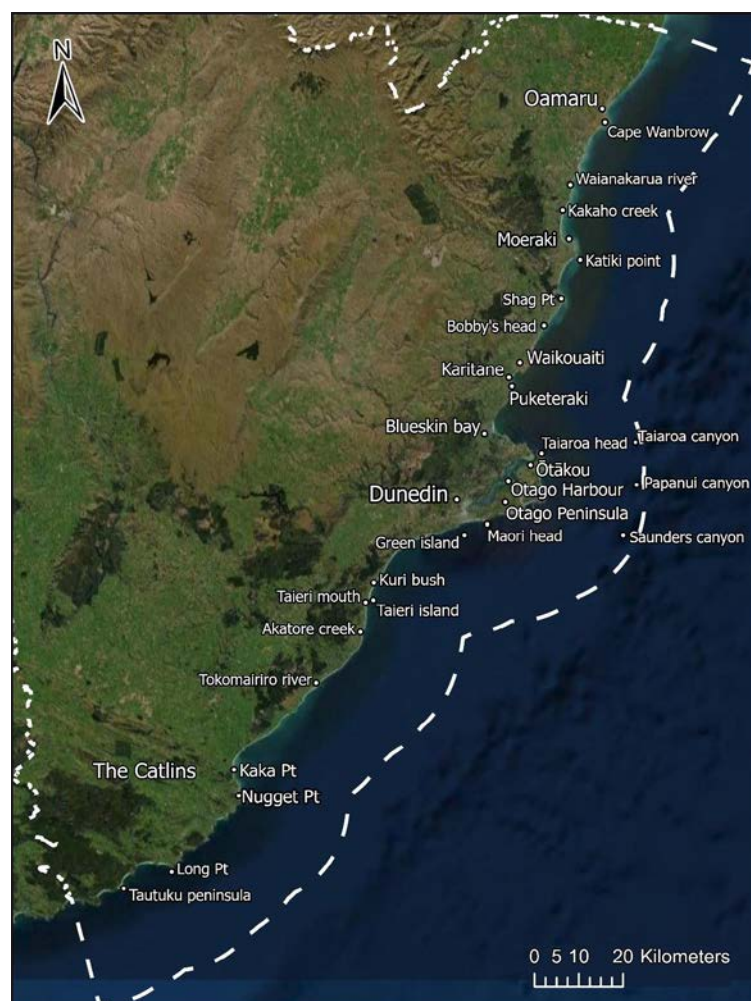 N
Oamaru
Cape Wanbrow
Waianakarua river
Kakaho creek
Moeraki
Katiki point
Shag Pt
Bobby's head
Waikouaiti
Karitane
Puketeraki
Blueskin bay
Taiaroa head
Taiaroa canyon
Ōtākou
Otago Harbour
Papanui canyon
Dunedin
Otago Peninsula
Maori head
Green island
Saunders canyon
Kuri bush
Taieri mouth
Taieri island
Akatore creek
Tokomairiro river
The Catlins
Kaka Pt
Nugget Pt
Long Pt
Tautuku peninsula
0 5 10 20 Kilometers